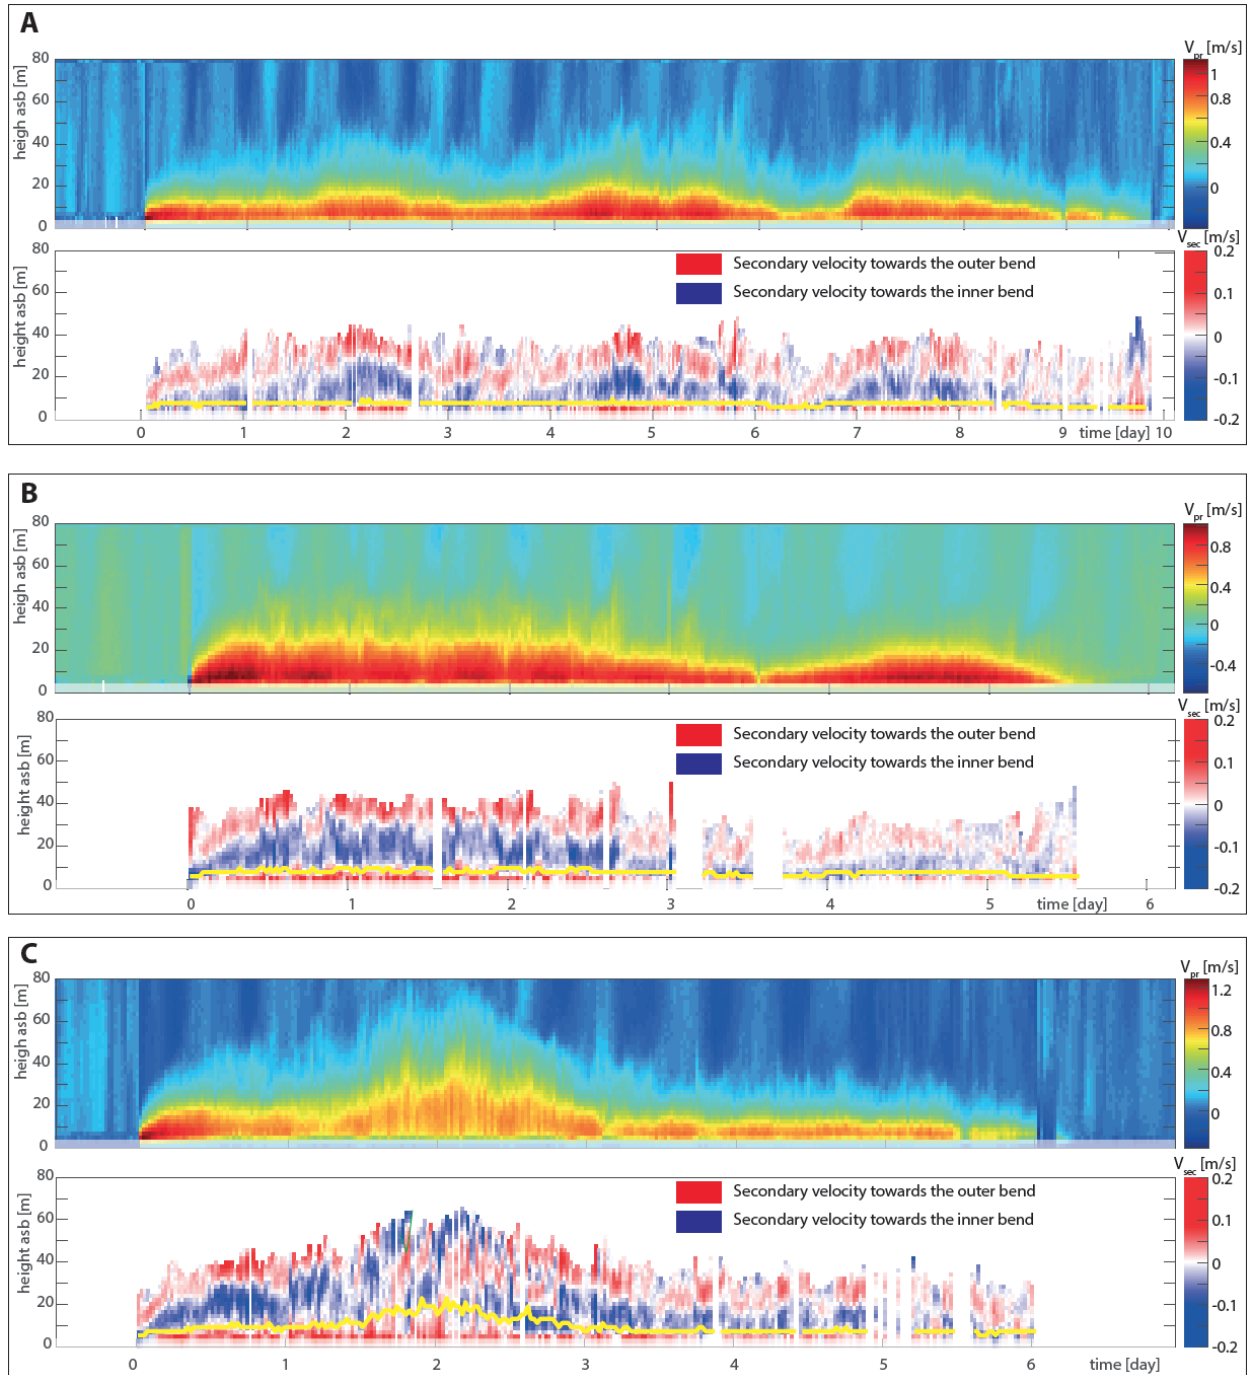 A
V_pr [m/s]
heigh asb [m]
80
60
40
20
0
1
0.8
0.4
0
V_sec [m/s]
height asb [m]
80
60
40
20
0
Secondary velocity towards the outer bend
Secondary velocity towards the inner bend
0.2
0.1
0
-0.1
-0.2
0 1 2 3 4 5 6 7 8 9 time [day] 10
B
V_pr [m/s]
heigh asb [m]
80
60
40
20
0
0.8
0.4
0
-0.4
V_sec [m/s]
height asb [m]
80
60
40
20
0
Secondary velocity towards the outer bend
Secondary velocity towards the inner bend
0.2
0.1
0
-0.1
-0.2
0 1 2 3 4 5 time [day] 6
C
V_pr [m/s]
heigh asb [m]
80
60
40
20
0
1.2
0.8
0.4
0
V_sec [m/s]
height asb [m]
80
60
40
20
0
Secondary velocity towards the outer bend
Secondary velocity towards the inner bend
0.2
0.1
0
-0.1
-0.2
0 1 2 3 4 5 6 time [day]